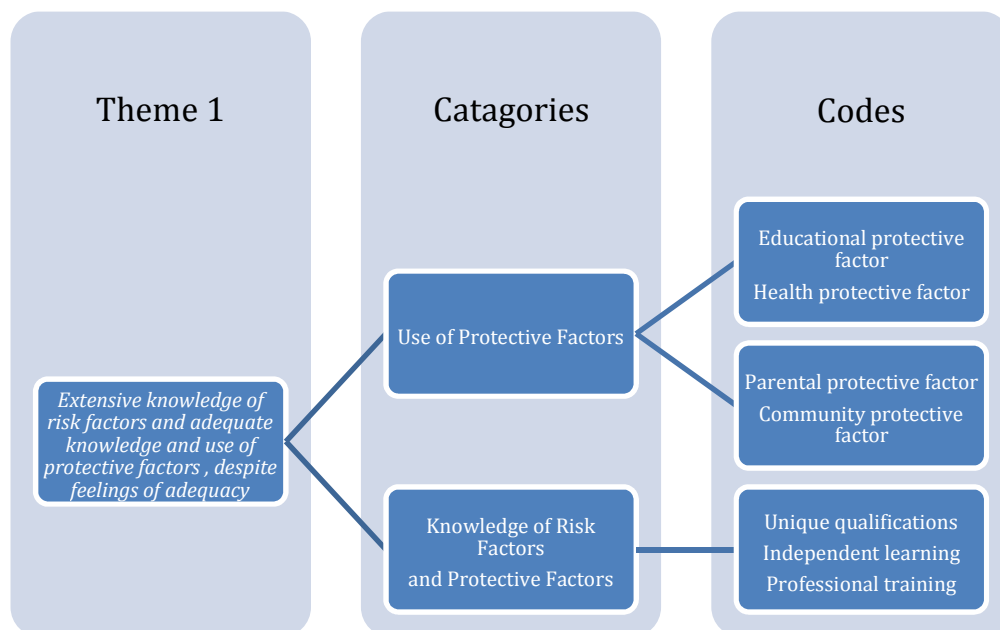 Theme 1
Catagories
Codes
Extensive knowledge of
risk factors and adequate
knowledge and use of
protective factors , despite
feelings of adequacy
Use of Protective Factors
Knowledge of Risk
Factors
and Protective Factors
Educational protective
factor
Health protective factor
Parental protective factor
Community protective
factor
Unique qualifications
Independent learning
Professional training